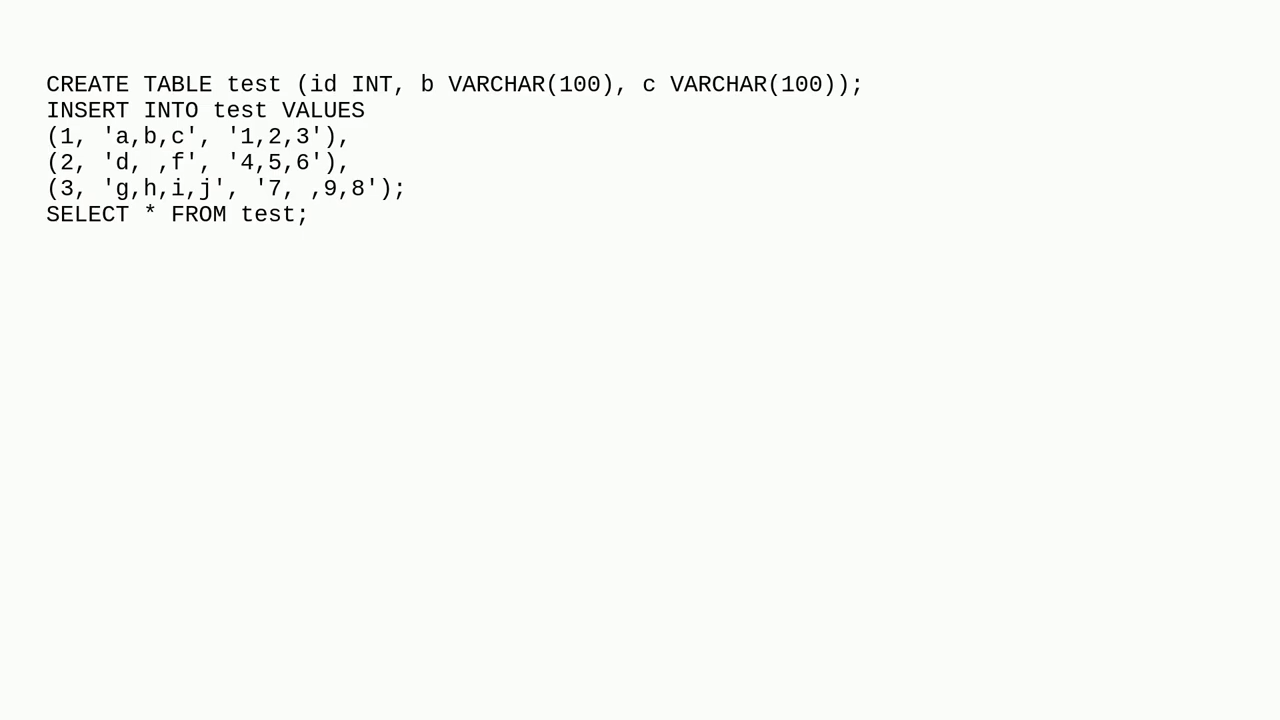 CREATE TABLE test (id INT, b VARCHAR(100), c VARCHAR(100));
INSERT INTO test VALUES
(1, 'a,b,c', '1,2,3'),
(2, 'd, ,f', '4,5,6'),
(3, 'g,h,i,j', '7, ,9,8');
SELECT * FROM test;